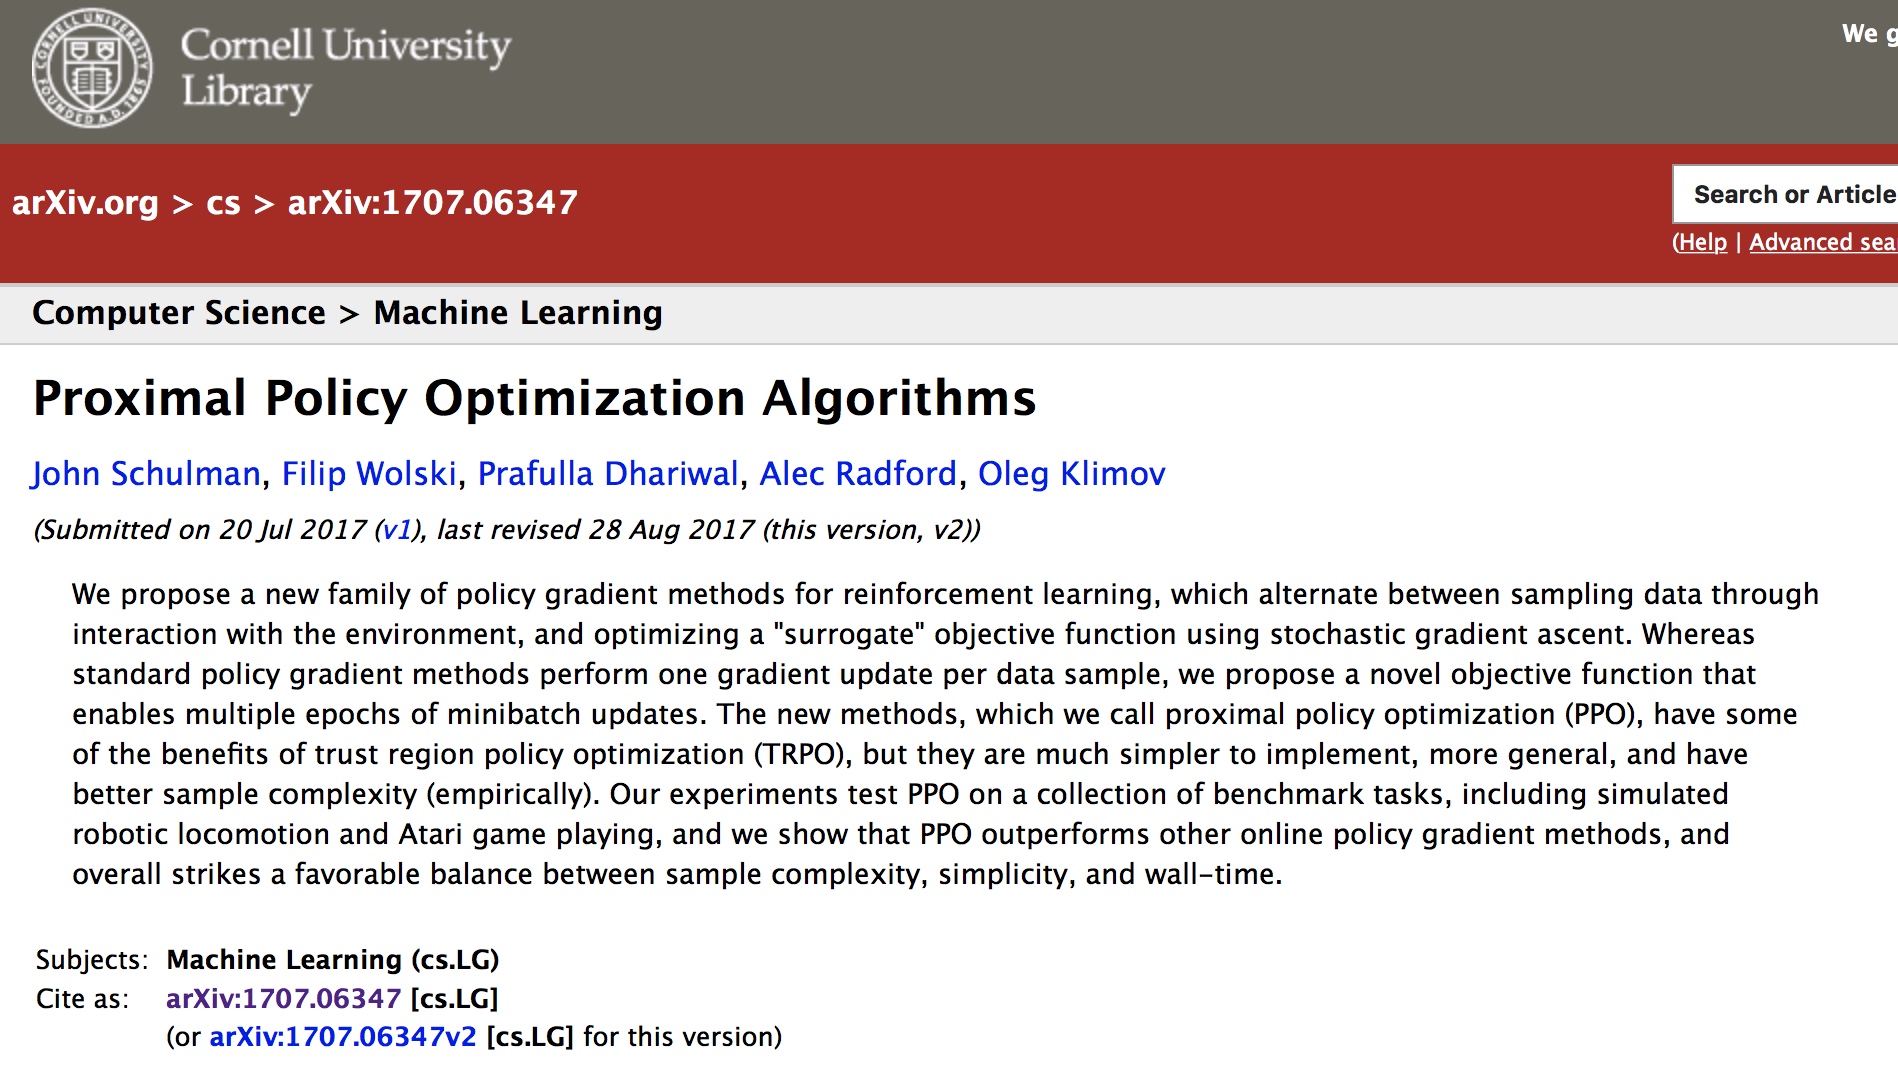 Cornell University
Library
We g
arXiv.org > cs > arXiv:1707.06347
Search or Article
(Help | Advanced sea
Computer Science > Machine Learning
Proximal Policy Optimization Algorithms
John Schulman, Filip Wolski, Prafulla Dhariwal, Alec Radford, Oleg Klimov
(Submitted on 20 Jul 2017 (v1), last revised 28 Aug 2017 (this version, v2))
We propose a new family of policy gradient methods for reinforcement learning, which alternate between sampling data through
interaction with the environment, and optimizing a "surrogate" objective function using stochastic gradient ascent. Whereas
standard policy gradient methods perform one gradient update per data sample, we propose a novel objective function that
enables multiple epochs of minibatch updates. The new methods, which we call proximal policy optimization (PPO), have some
of the benefits of trust region policy optimization (TRPO), but they are much simpler to implement, more general, and have
better sample complexity (empirically). Our experiments test PPO on a collection of benchmark tasks, including simulated
robotic locomotion and Atari game playing, and we show that PPO outperforms other online policy gradient methods, and
overall strikes a favorable balance between sample complexity, simplicity, and wall-time.
Subjects: Machine Learning (cs.LG)
Cite as: arXiv:1707.06347 [cs.LG]
(or arXiv:1707.06347v2 [cs.LG] for this version)
CORNELL UNIVERSITY
FOUNDED A.D. 1865